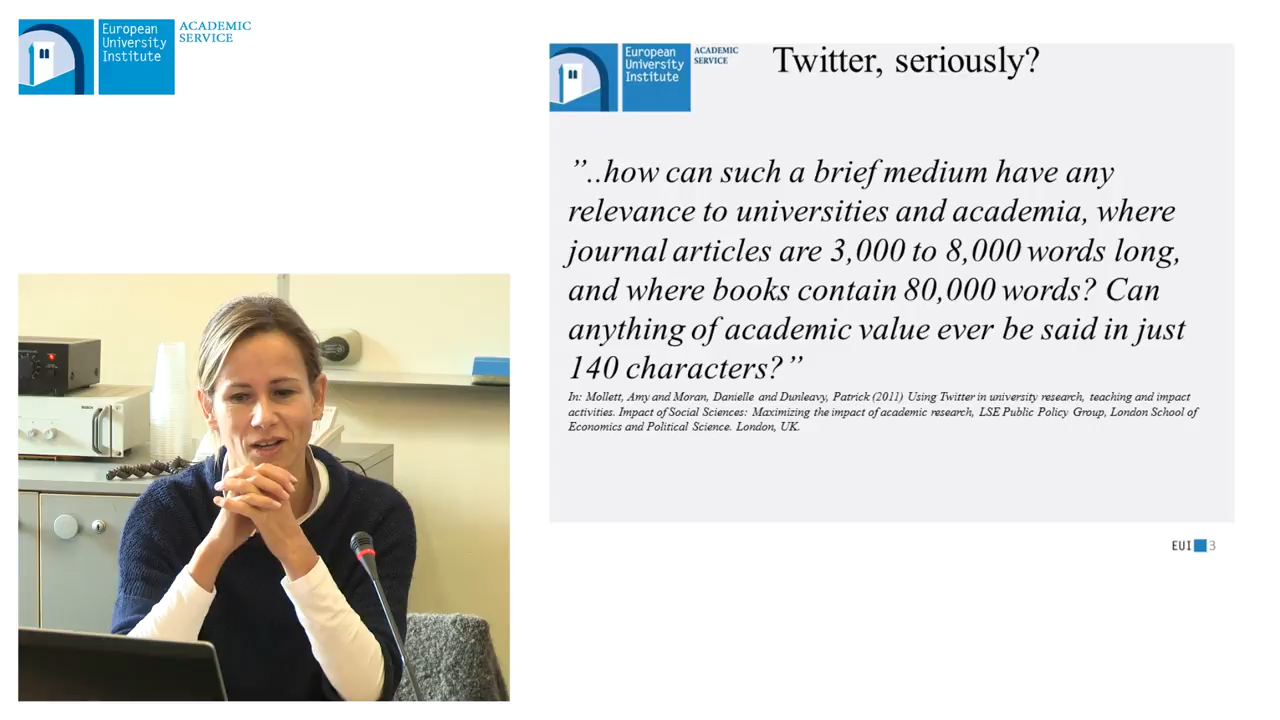 European
University
Institute
ACADEMIC
SERVICE
European
University
Institute
ACADEMIC
SERVICE
Twitter, seriously?
”..how can such a brief medium have any
relevance to universities and academia, where
journal articles are 3,000 to 8,000 words long,
and where books contain 80,000 words? Can
anything of academic value ever be said in just
140 characters?”
In: Mollett, Amy and Moran, Danielle and Dunleavy, Patrick (2011) Using Twitter in university research, teaching and impact
activities. Impact of Social Sciences: Maximizing the impact of academic research, LSE Public Policy Group, London School of
Economics and Political Science. London, UK.
EUI 3
BOSCH